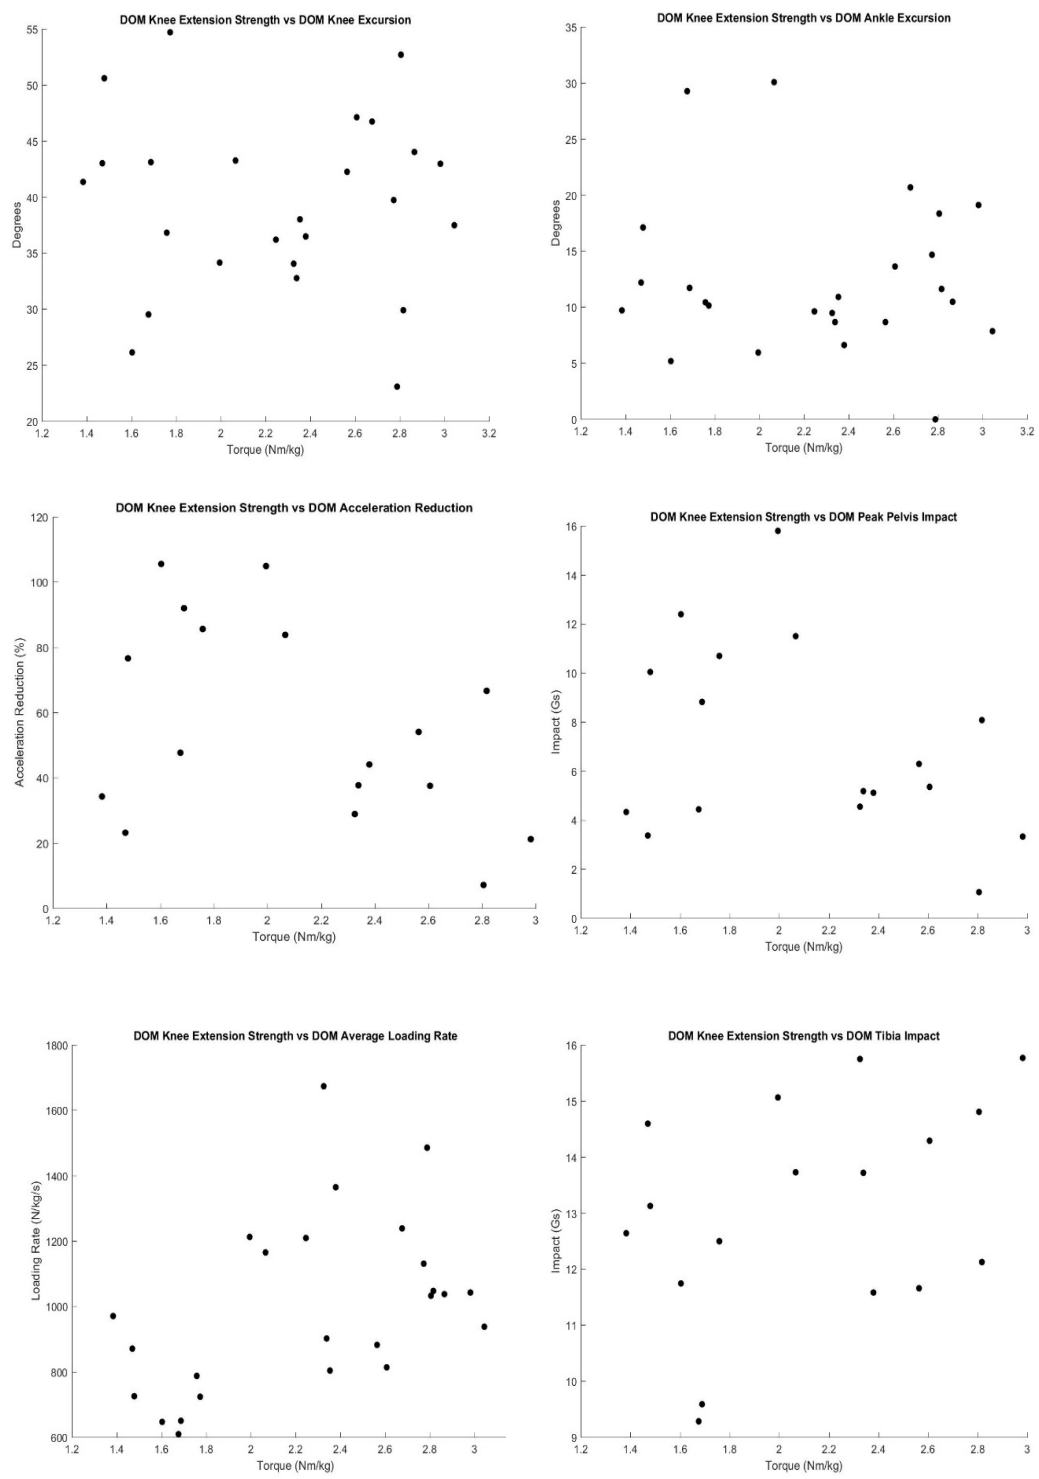 DOM Knee Extension Strength vs DOM Knee Excursion
55
50
45
40
35
30
25
20
Degrees
1.2 1.4 1.6 1.8 2 2.2 2.4 2.6 2.8 3 3.2
Torque (Nm/kg)
DOM Knee Extension Strength vs DOM Ankle Excursion
35
30
25
20
15
10
5
0
Degrees
1.2 1.4 1.6 1.8 2 2.2 2.4 2.6 2.8 3 3.2
Torque (Nm/kg)
DOM Knee Extension Strength vs DOM Acceleration Reduction
120
100
80
60
40
20
0
Acceleration Reduction (%)
1.2 1.4 1.6 1.8 2 2.2 2.4 2.6 2.8 3
Torque (Nm/kg)
DOM Knee Extension Strength vs DOM Peak Pelvis Impact
16
14
12
10
8
6
4
2
0
Impact (Gs)
1.2 1.4 1.6 1.8 2 2.2 2.4 2.6 2.8 3
Torque (Nm/kg)
DOM Knee Extension Strength vs DOM Average Loading Rate
1800
1600
1400
1200
1000
800
600
Loading Rate (N/kg/s)
1.2 1.4 1.6 1.8 2 2.2 2.4 2.6 2.8 3
Torque (Nm/kg)
DOM Knee Extension Strength vs DOM Tibia Impact
16
15
14
13
12
11
10
9
Impact (Gs)
1.2 1.4 1.6 1.8 2 2.2 2.4 2.6 2.8 3
Torque (Nm/kg)